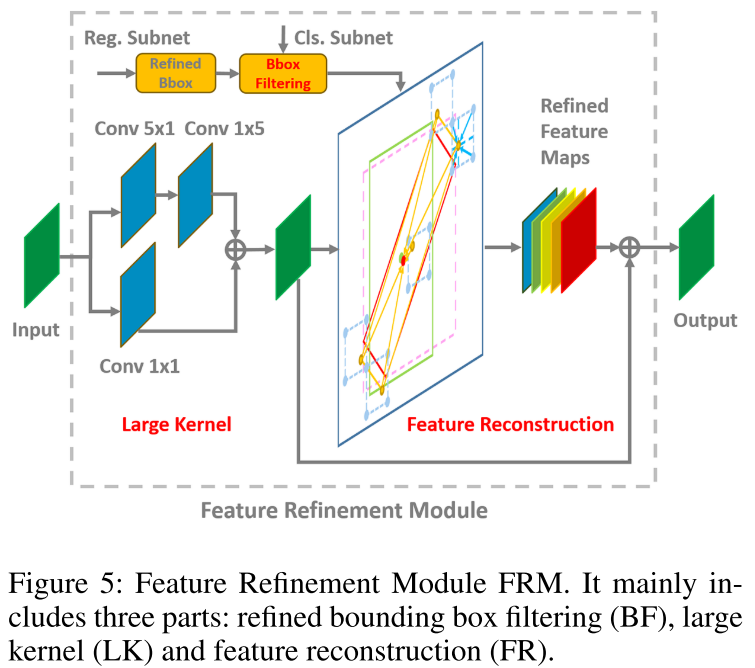 Reg. Subnet
Cls. Subnet
Refined
Bbox
Bbox
Filtering
Conv 5x1
Conv 1x5
Refined
Feature
Maps
Input
Conv 1x1
Output
Large Kernel
Feature Reconstruction
Feature Refinement Module
Figure 5: Feature Refinement Module FRM. It mainly in-
cludes three parts: refined bounding box filtering (BF), large
kernel (LK) and feature reconstruction (FR).